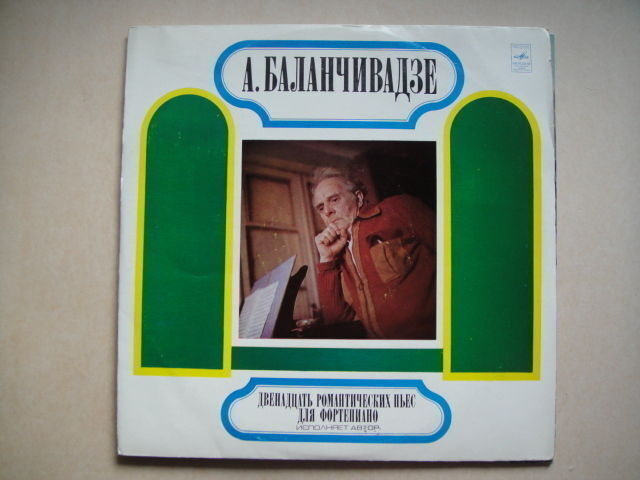 А. БАЛАНЧИВАДЗЕ
ДВЕНАДЦАТЬ РОМАНТИЧЕСКИХ ПЬЕС
ДЛЯ ФОРТЕПИАНО
ИСПОЛНЯЕТ АВТОР